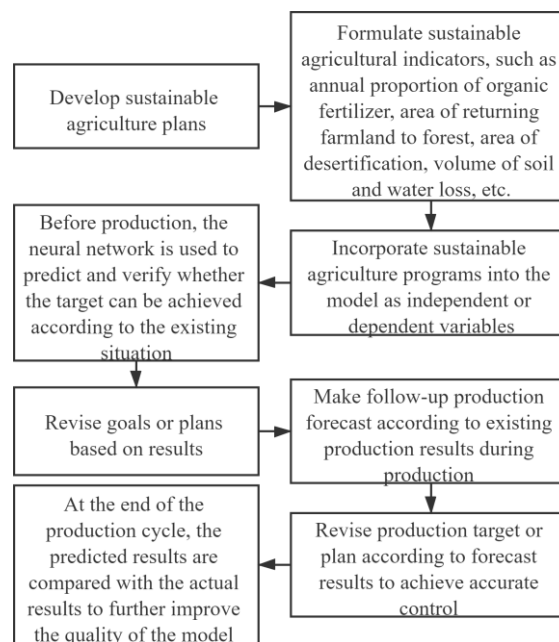 Develop sustainable
agriculture plans
Formulate sustainable
agricultural indicators, such as
annual proportion of organic
fertilizer, area of returning
farmland to forest, area of
desertification, volume of soil
and water loss, etc.
Incorporate sustainable
agriculture programs into the
model as independent or
dependent variables
Before production, the
neural network is used to
predict and verify whether
the target can be achieved
according to the existing
situation
Revise goals or plans
based on results
Make follow-up production
forecast according to existing
production results during
production
Revise production target or
plan according to forecast
results to achieve accurate
control
At the end of the
production cycle, the
predicted results are
compared with the actual
results to further improve
the quality of the model